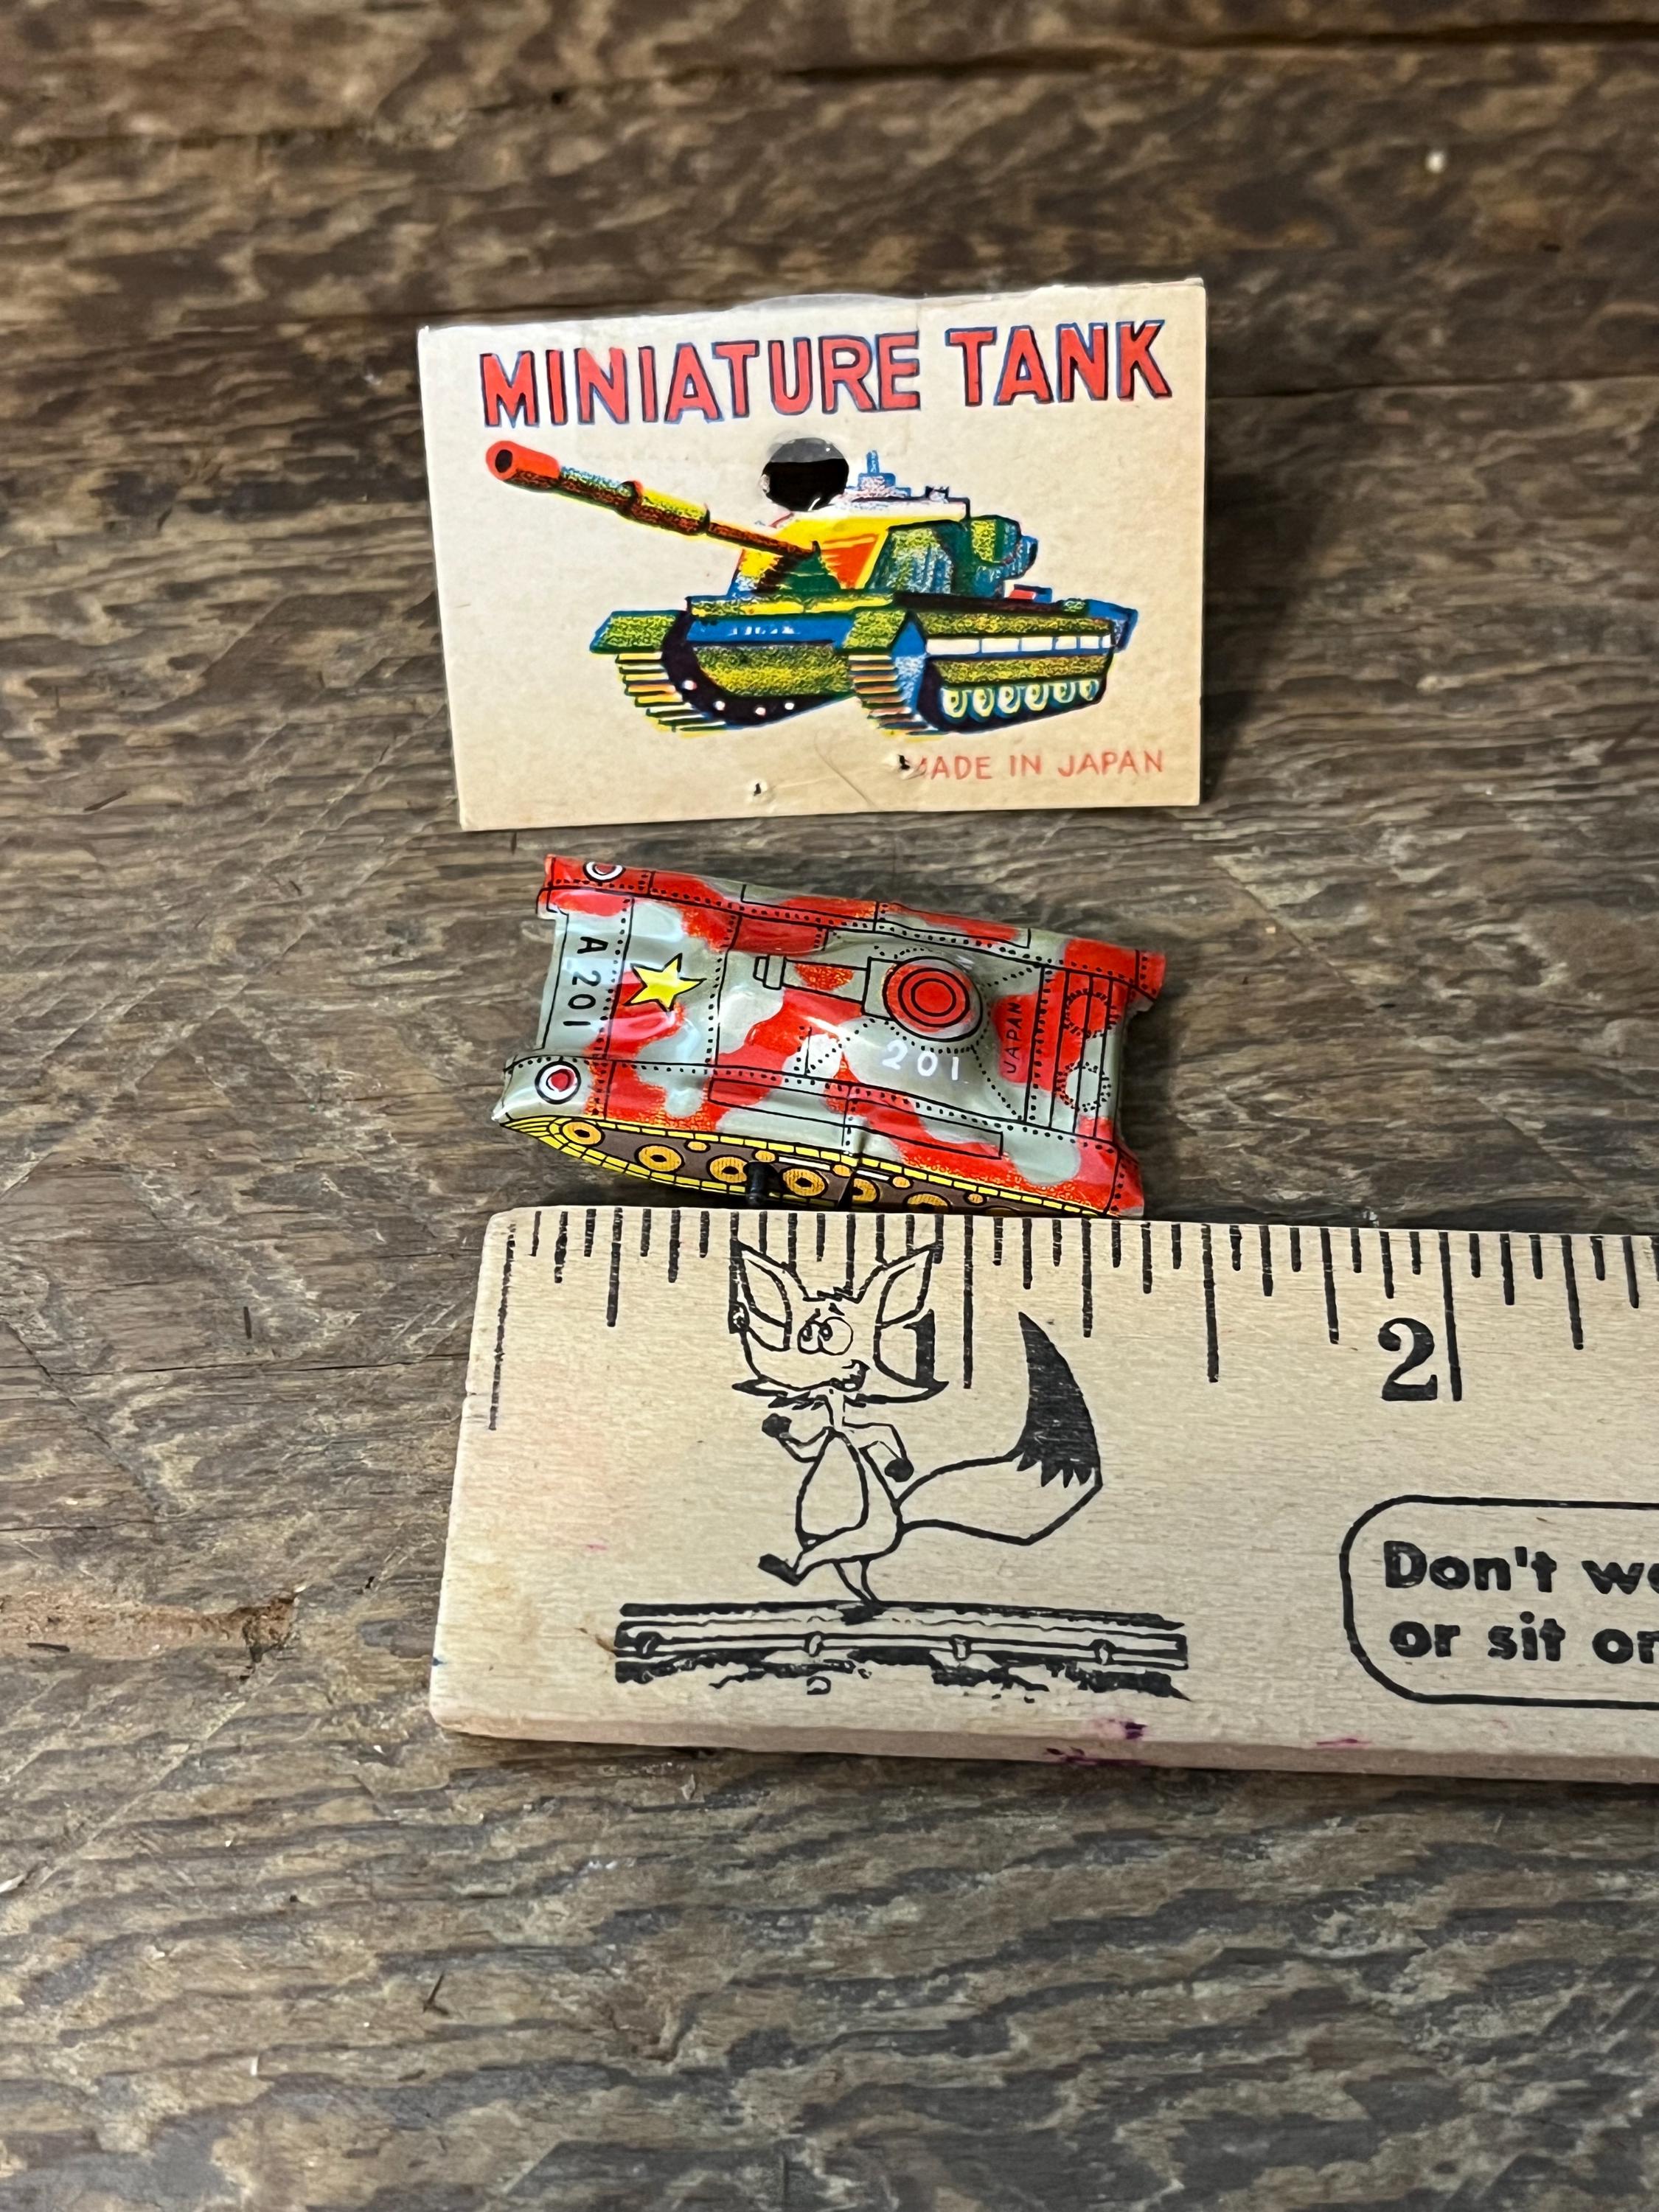 MINIATURE TANK
MADE IN JAPAN
A 201
201
JAPAN
1
2
Don't
or sit